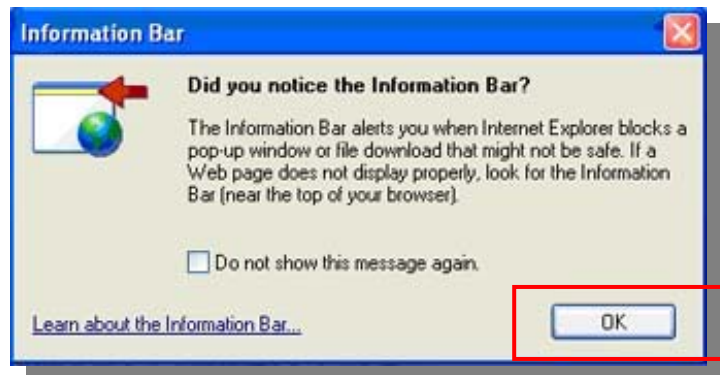 Information Bar
Did you notice the Information Bar?
The Information Bar alerts you when Internet Explorer blocks a
pop-up window or file download that might not be safe. If a
Web page does not display properly, look for the Information
Bar (near the top of your browser).
Do not show this message again.
Learn about the Information Bar...
OK